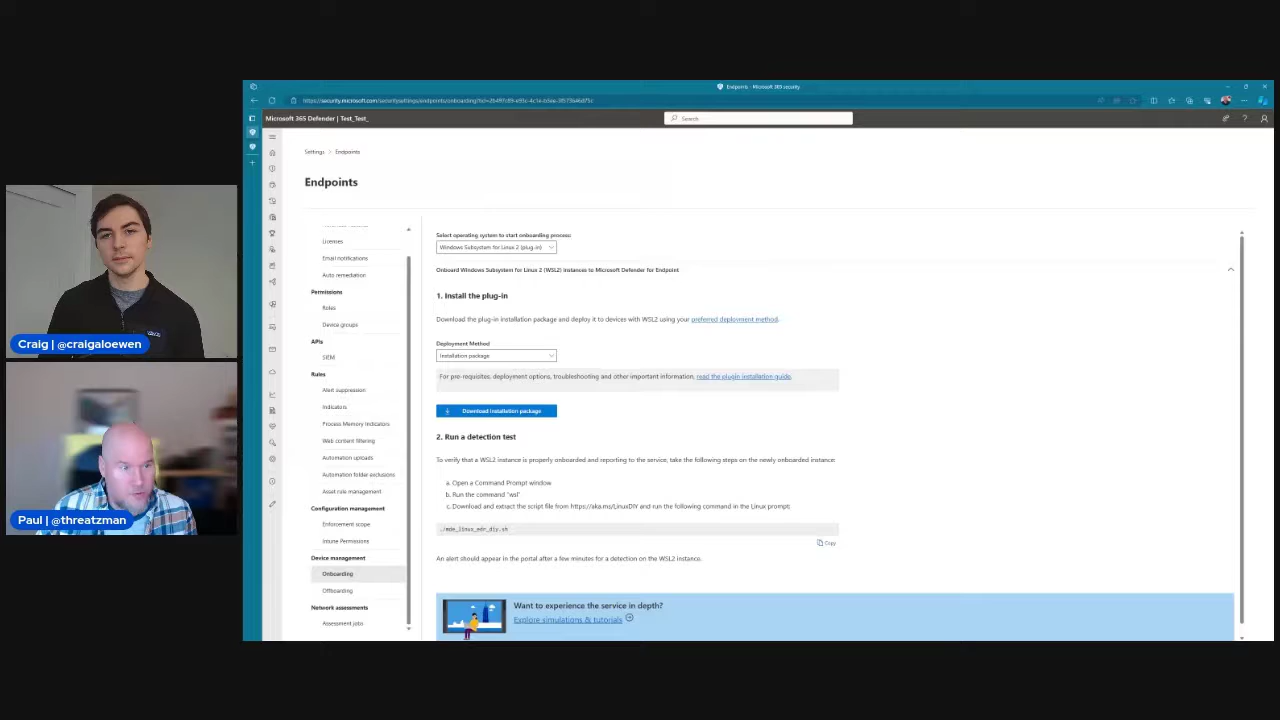 Endpoints - Microsoft 365 security
Microsoft 365 Defender | Test_Test_
Search
Settings > Endpoints
Endpoints
Licenses
Email notifications
Auto remediation
Permissions
Roles
Device groups
APIs
SIEM
Rules
Alert suppression
Indicators
Process Memory Indicators
Web content filtering
Automation uploads
Automation folder exclusions
Asset rule management
Configuration management
Enforcement scope
Intune Permissions
Device management
Onboarding
Offboarding
Network assessments
Assessment jobs
Select operating system to start onboarding process:
Windows Subsystem for Linux 2 (plug-in)
Onboard Windows Subsystem for Linux 2 (WSL2) instances to Microsoft Defender for Endpoint
1. Install the plug-in
Download the plug-in installation package and deploy it to devices with WSL2 using your preferred deployment method.
Deployment Method
Installation package
For pre-requisites, deployment options, troubleshooting and other important information, read the plugin installation guide.
Download installation package
2. Run a detection test
To verify that a WSL2 instance is properly onboarded and reporting to the service, take the following steps on the newly onboarded instance:
a. Open a Command Prompt window
b. Run the command "wsl"
c. Download and extract the script file from https://aka.ms/LinuxDIY and run the following command in the Linux prompt:
./mde_linux_edr_diy.sh
Copy
An alert should appear in the portal after a few minutes for a detection on the WSL2 instance.
Want to experience the service in depth?
Explore simulations & tutorials
Craig | @craigaloewen
Paul | @threatzman